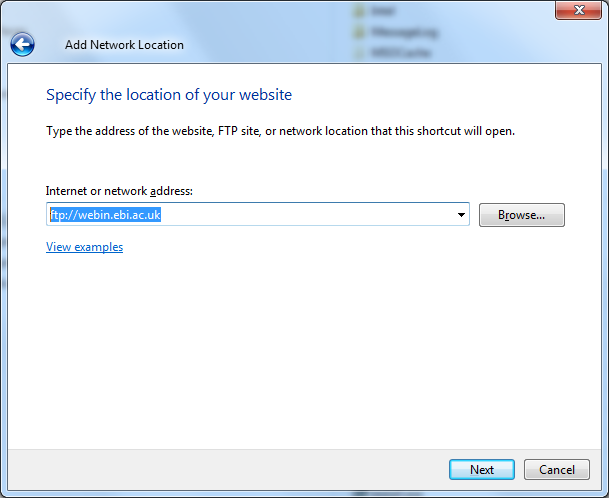 Add Network Location
Specify the location of your website
Type the address of the website, FTP site, or network location that this shortcut will open.
Internet or network address:
ftp://webin.ebi.ac.uk
Browse...
View examples
Next
Cancel